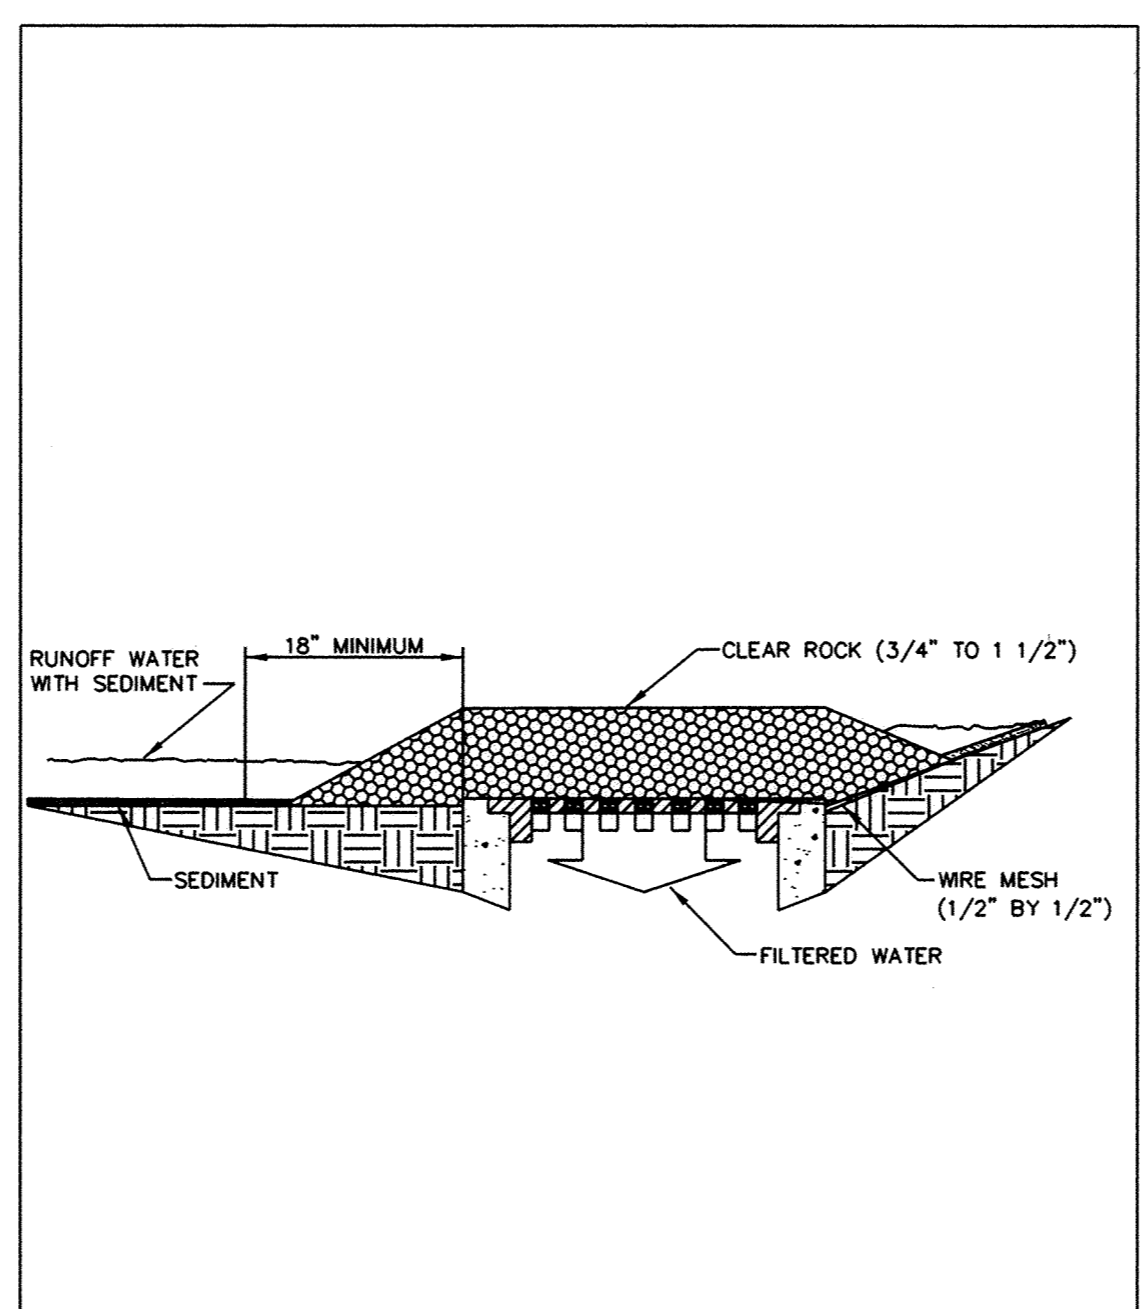 18" MINIMUM
RUNOFF WATER
WITH SEDIMENT
CLEAR ROCK (3/4" TO 1 1/2")
SEDIMENT
WIRE MESH
(1/2" BY 1/2")
FILTERED WATER